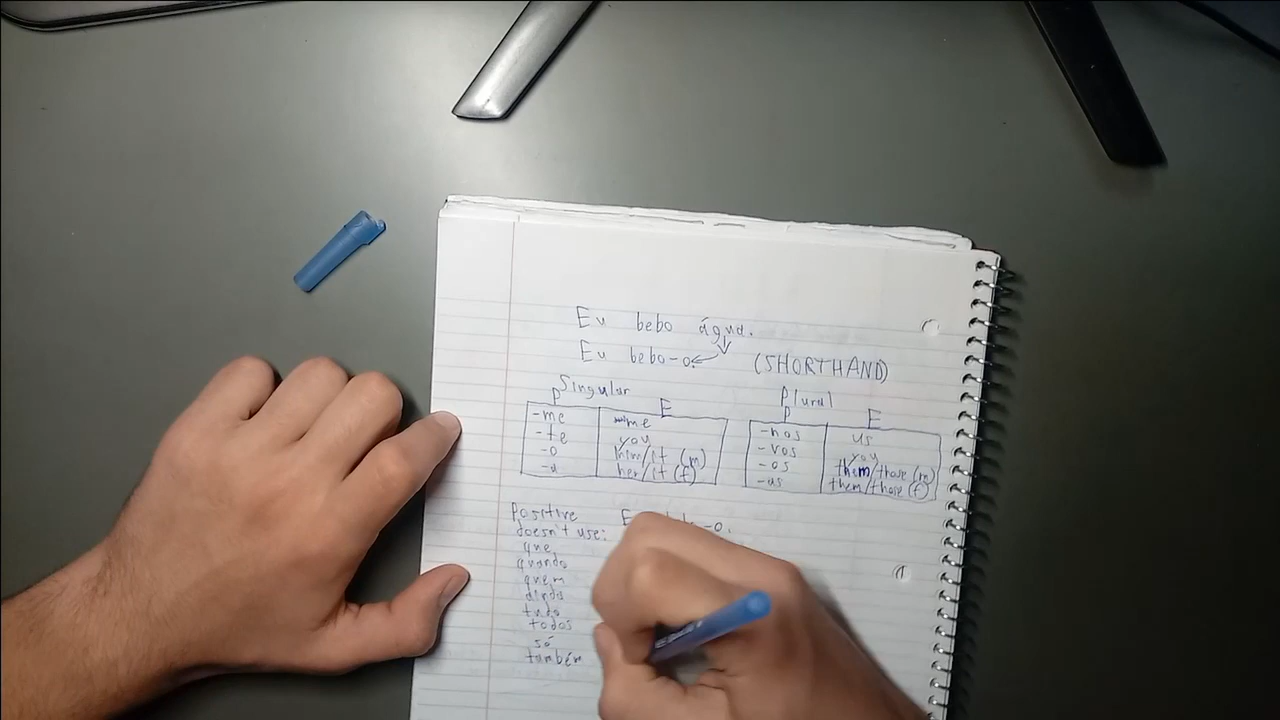 Eu bebo água.
Eu bebo-o. (SHORTHAND)
Singular Plural
P E P E
-me me -nos us
-te you -vos you
-o him/it (m) -os them/those (m)
-a her/it (f) -as them/those (f)
Positive
doesn't use:
que
quando
quem
ainda
tudo
todos
só
também